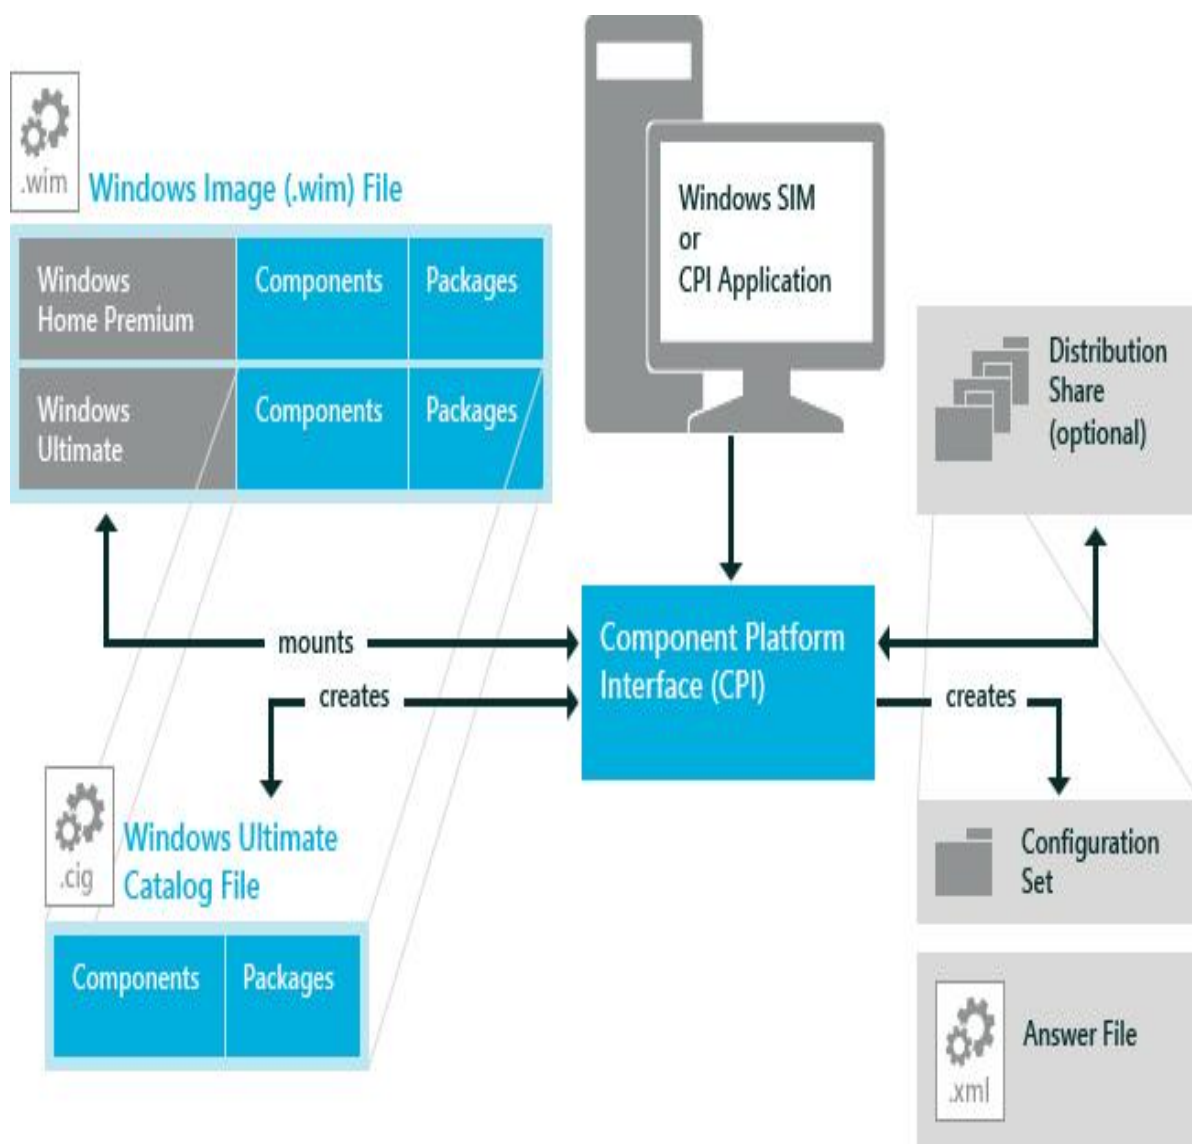 .wim
Windows Image (.wim) File
Windows
Home Premium
Components
Packages
Windows
Ultimate
Components
Packages
Windows SIM
or
CPI Application
Distribution
Share
(optional)
mounts
creates
Component Platform
Interface (CPI)
creates
.cig
Windows Ultimate
Catalog File
Components
Packages
Configuration
Set
Answer File
.xml